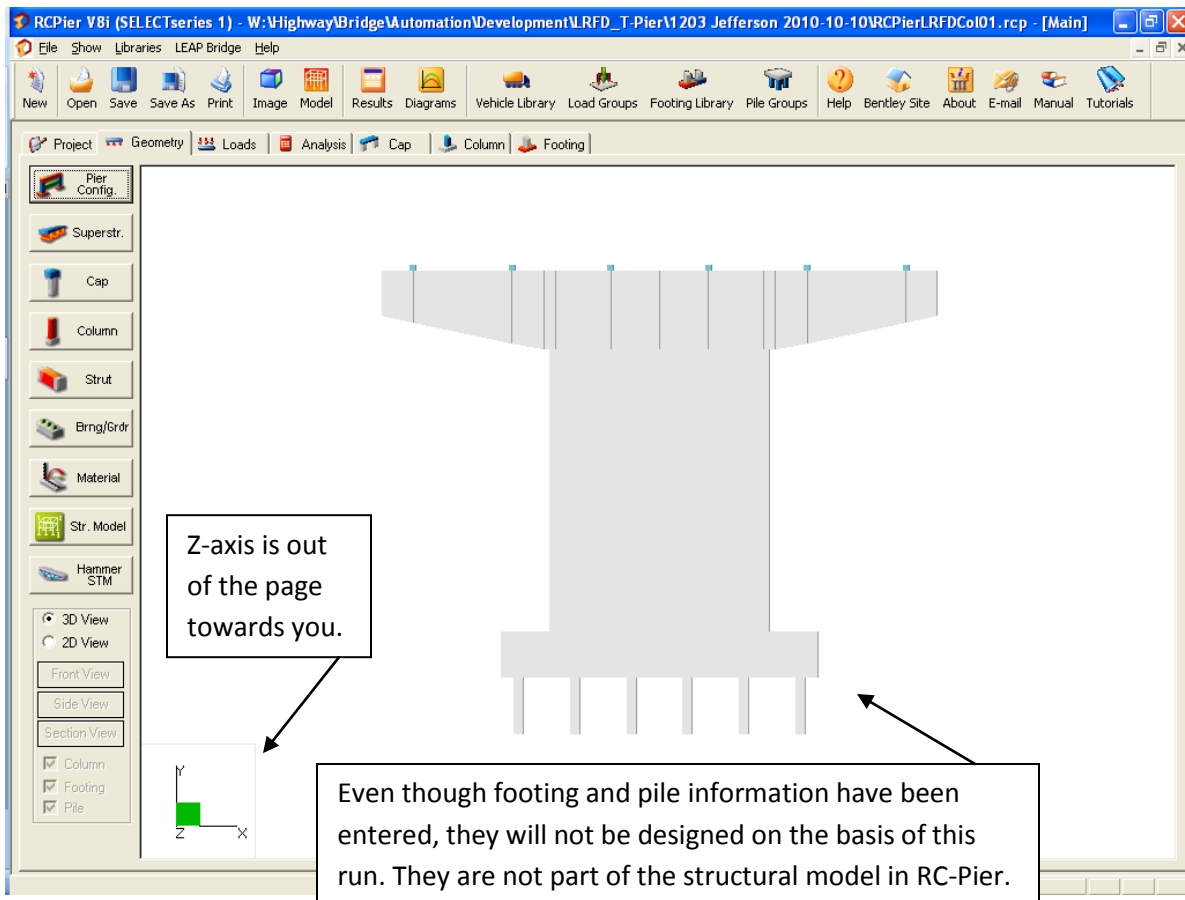 RCPier V8i (SELECTseries 1) - W:\Highway\Bridge\Automation\Development\LRFD_T-Pier\1203 Jefferson 2010-10-10\RCPierLRFDCol01.rcp - [Main]
File Show Libraries LEAP Bridge Help
New Open Save Save As Print Image Model Results Diagrams Vehicle Library Load Groups Footing Library Pile Groups Help Bentley Site About E-mail Manual Tutorials
Project Geometry Loads Analysis Cap Column Footing
Pier
Config.
Superstr.
Cap
Column
Strut
Brng/Grdr
Material
Str. Model
Hammer
STM
3D View
2D View
Front View
Side View
Section View
Column
Footing
Pile
Z-axis is out
of the page
towards you.
Y
Z X
Even though footing and pile information have been
entered, they will not be designed on the basis of this
run. They are not part of the structural model in RC-Pier.